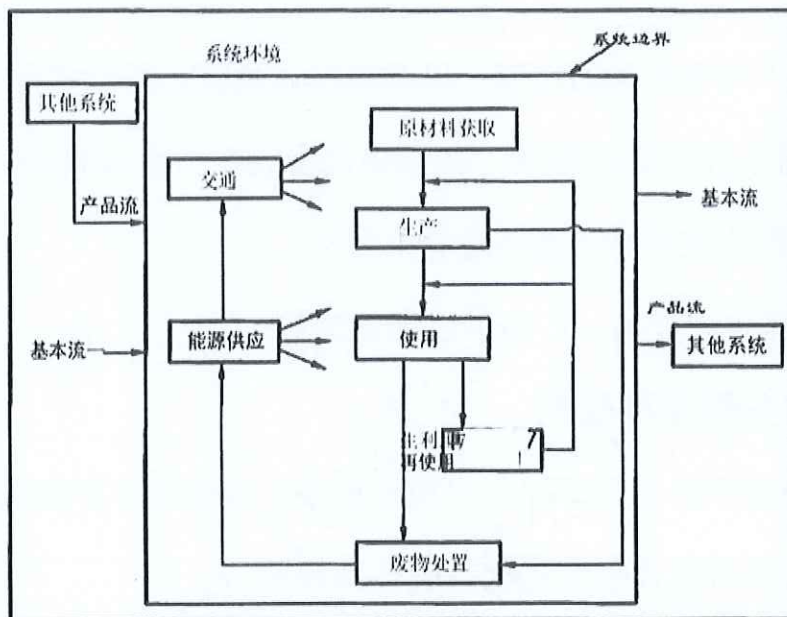 系统环境
系统边界
其他系统
原材料获取
交通
产品流
生产
基本流
产品流
基本流
能源供应
使用
其他系统
生利
再使用
废物处置